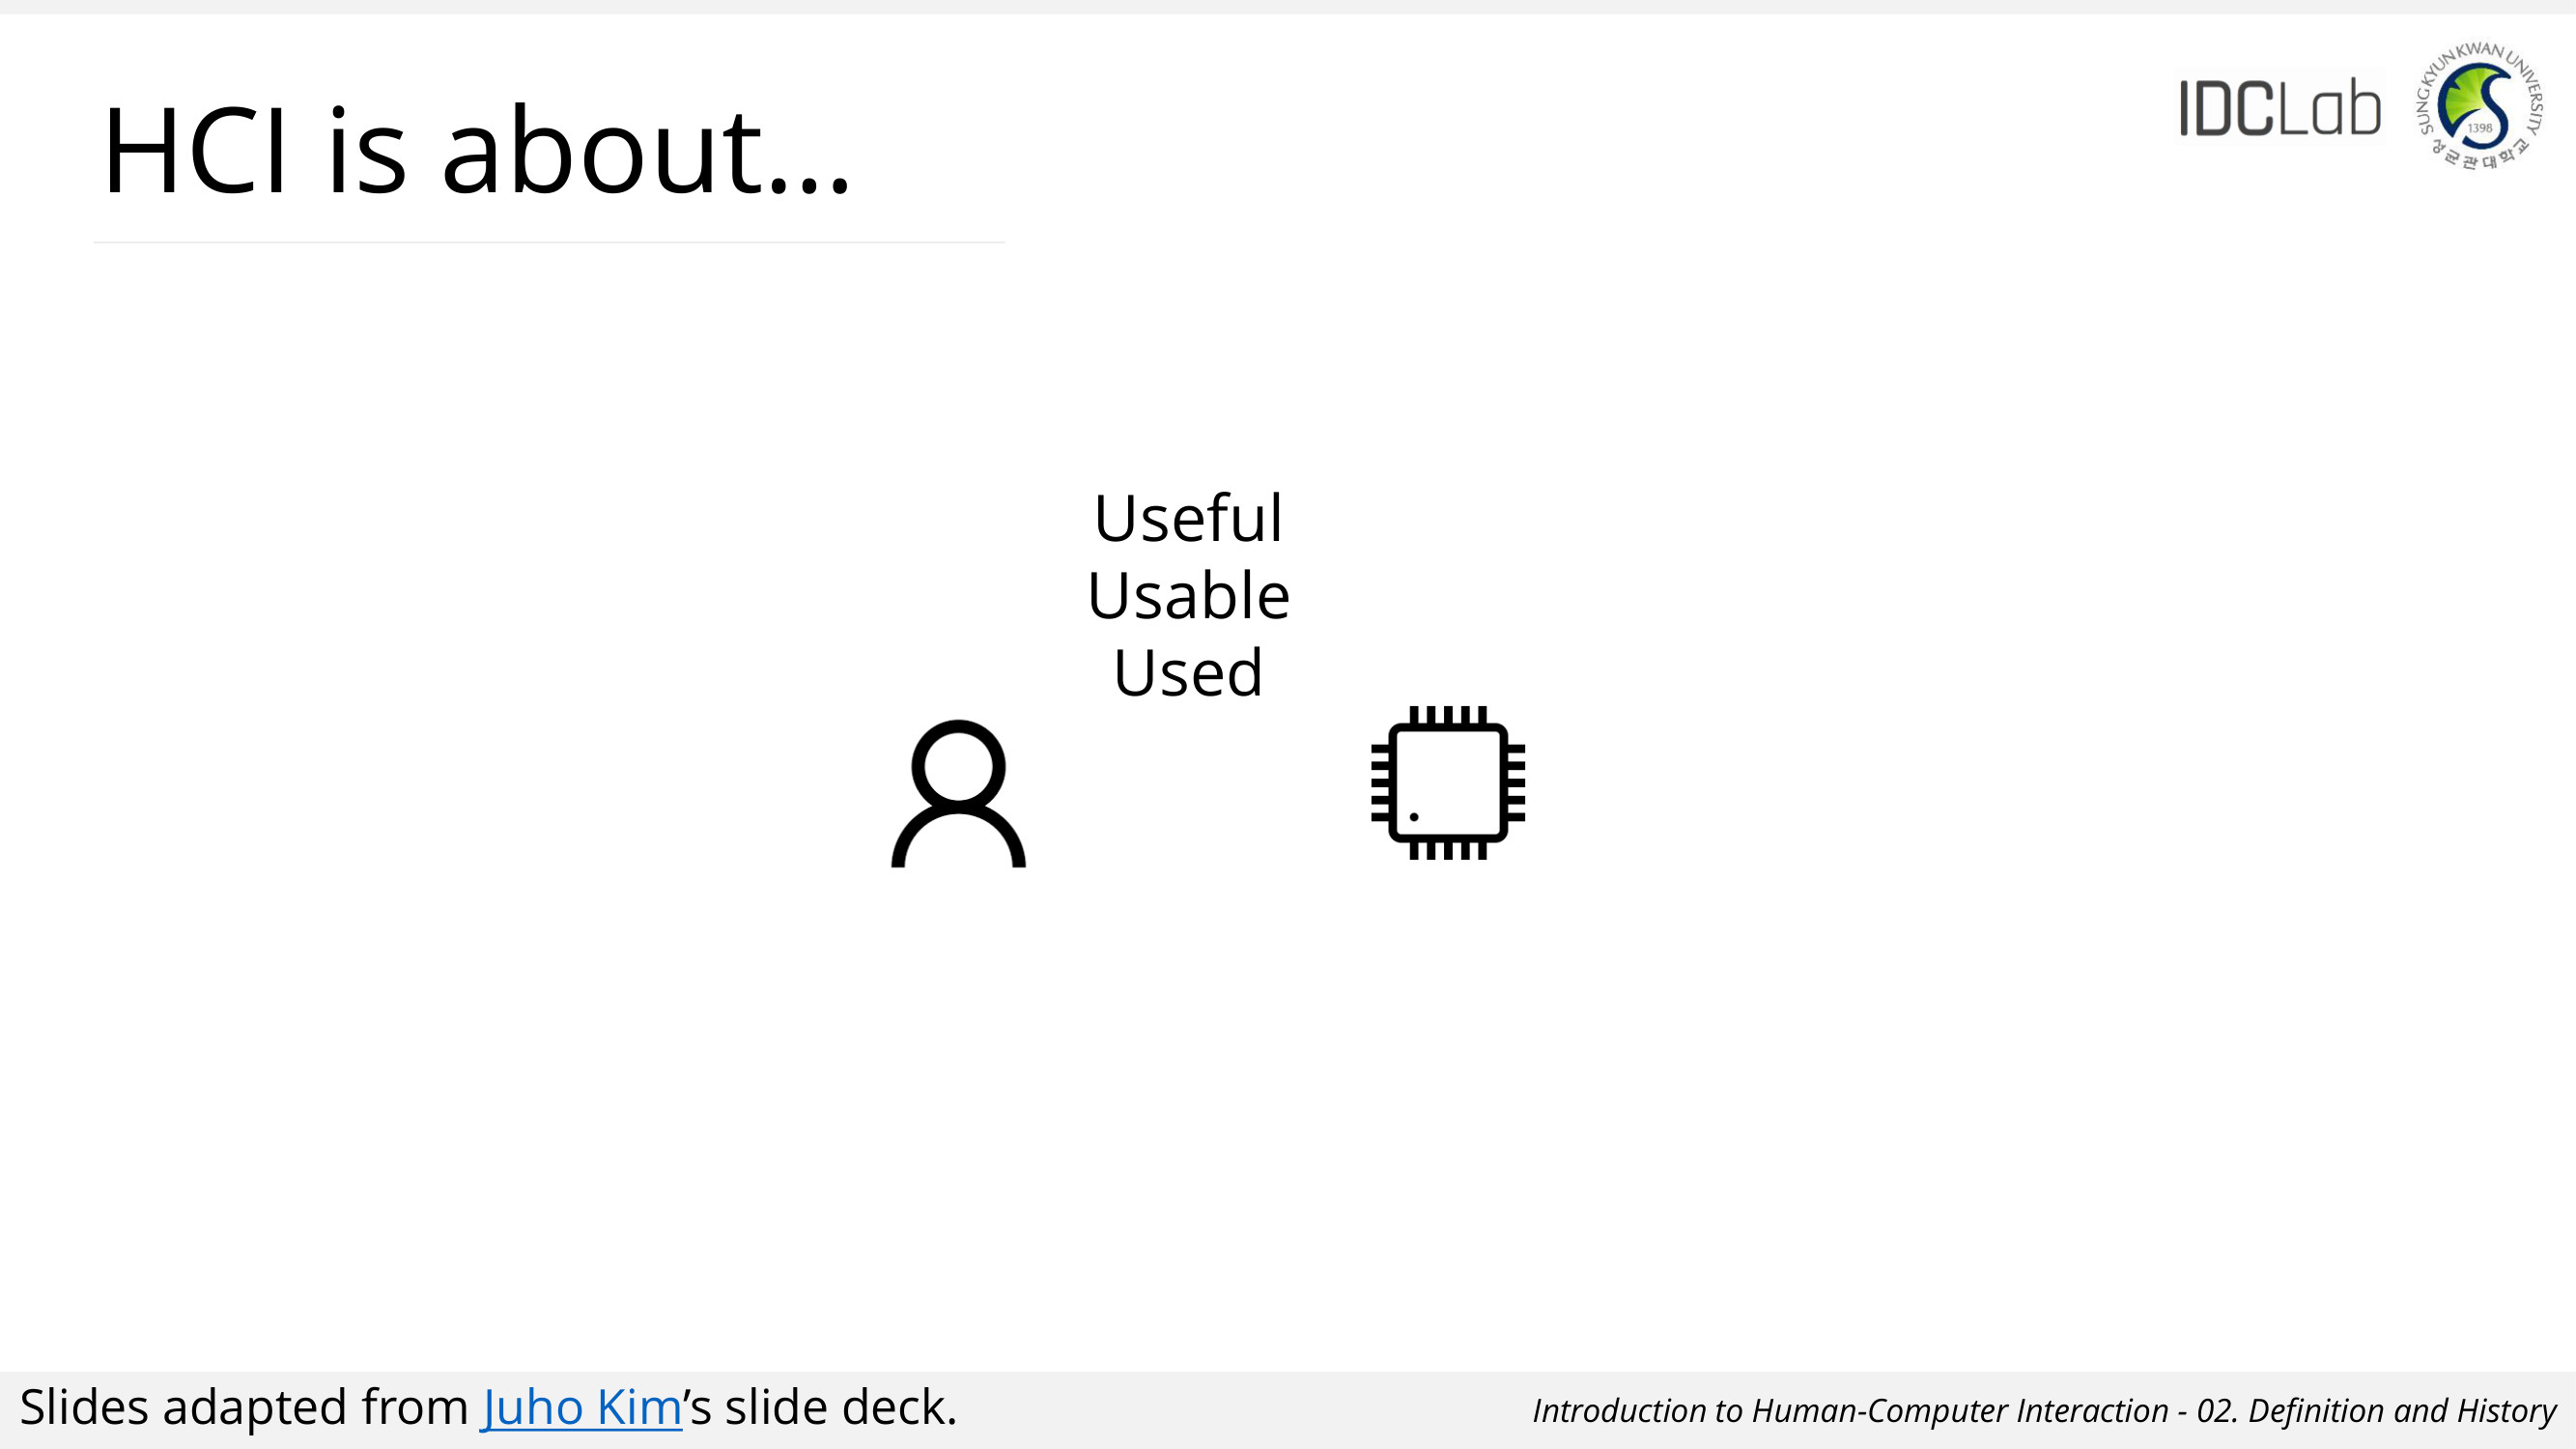 HCI is about…
IDCLab
SUNGKYUNKWAN UNIVERSITY
1398
성균관대학교
Useful
Usable
Used
Slides adapted from Juho Kim’s slide deck.
Introduction to Human-Computer Interaction - 02. Definition and History